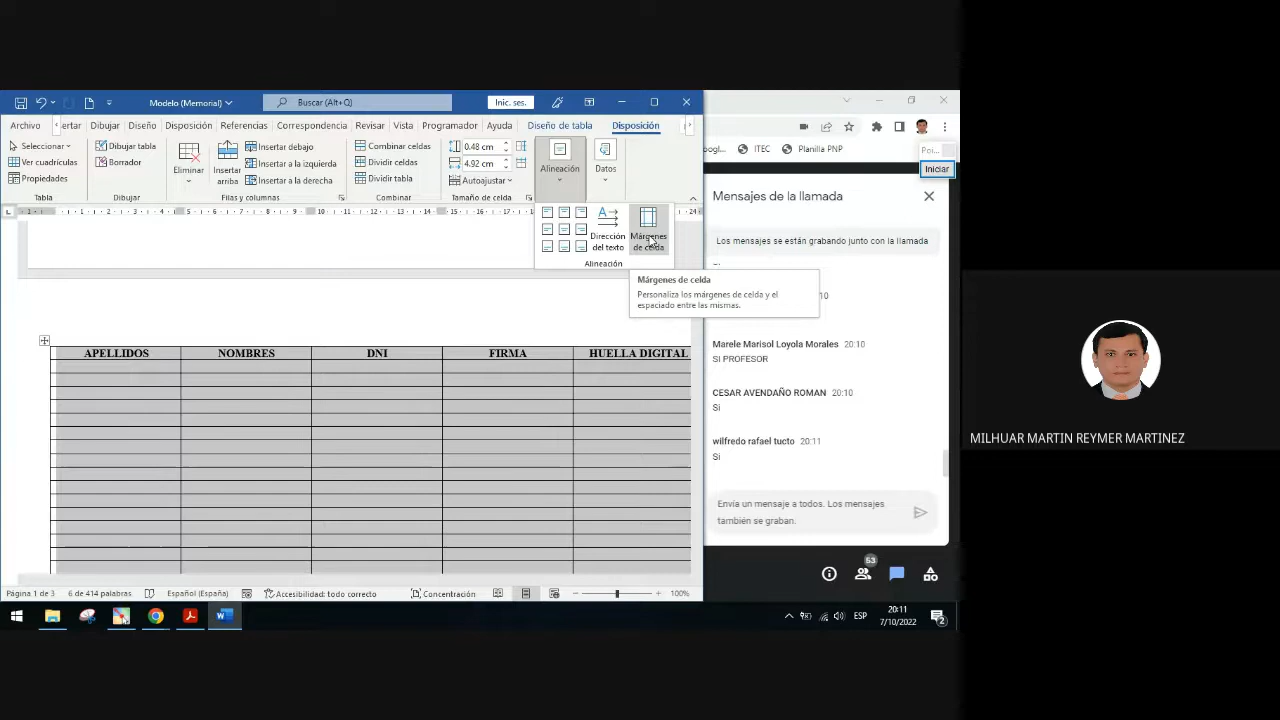 Modelo (Memorial)
Buscar (Alt+Q)
Inic. ses.
Archivo
ertar
Dibujar
Diseño
Disposición
Referencias
Correspondencia
Revisar
Vista
Programador
Ayuda
Diseño de tabla
Disposición
Seleccionar
Ver cuadrículas
Propiedades
Tabla
Dibujar tabla
Borrador
Dibujar
Eliminar
Insertar arriba
Insertar debajo
Insertar a la izquierda
Insertar a la derecha
Filas y columnas
Combinar celdas
Dividir celdas
Dividir tabla
Combinar
0.48 cm
4.92 cm
Autoajustar
Tamaño de celda
Alineación
Datos
Dirección del texto
Márgenes de celda
Alineación
Márgenes de celda
Personaliza los márgenes de celda y el
espaciado entre las mismas.
APELLIDOS NOMBRES DNI FIRMA HUELLA DIGITAL
Página 1 de 3
6 de 414 palabras
Español (España)
Accesibilidad: todo correcto
Concentración
100%
ITEC
Planilla PNP
Iniciar
Mensajes de la llamada
Los mensajes se están grabando junto con la llamada
Marele Marisol Loyola Morales 20:10
SI PROFESOR
CESAR AVENDAÑO ROMAN 20:10
Si
wilfredo rafael tucto 20:11
Si
Envía un mensaje a todos. Los mensajes
también se graban.
53
ESP
20:11
7/10/2022
2
MILHUAR MARTIN REYMER MARTINEZ